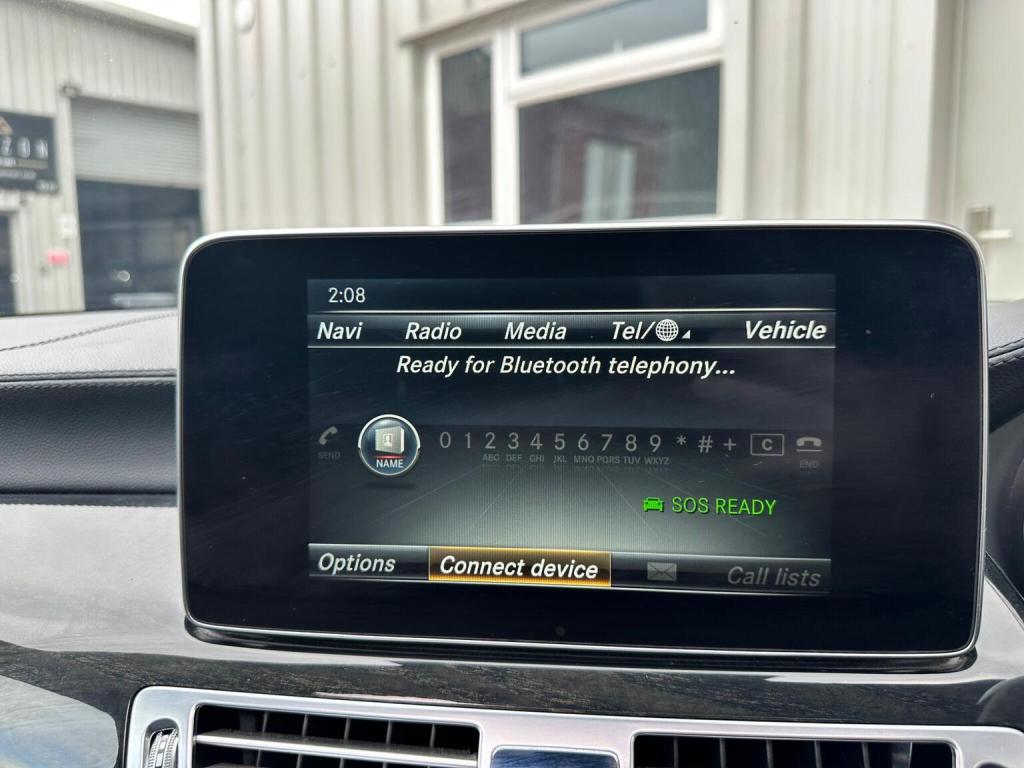 2:08
Navi Radio Media Tel/ Vehicle
Ready for Bluetooth telephony...
0 1 2 3 4 5 6 7 8 9 * # + C
SEND NAME ABC DEF GHI JKL MNO PQRS TUV WXYZ END
SOS READY
Options Connect device Call lists